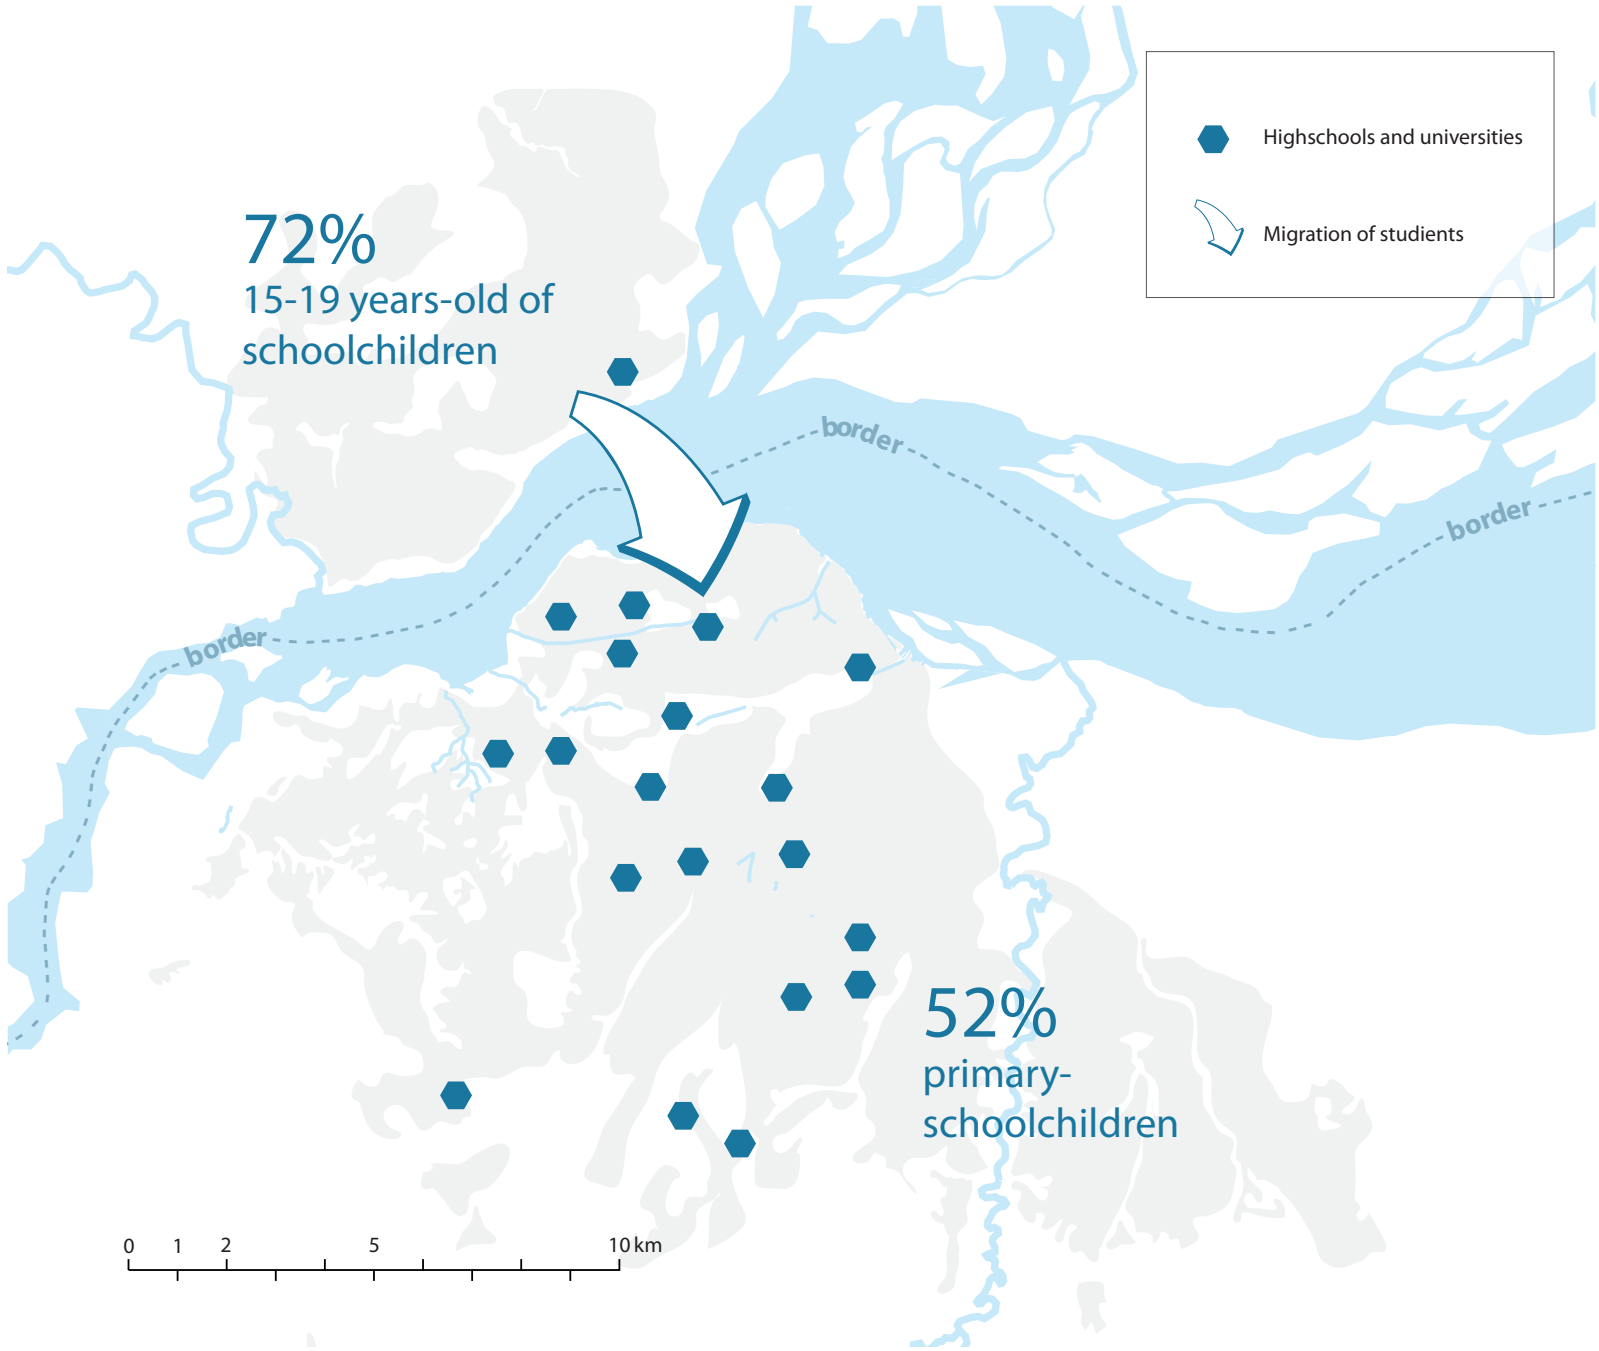 Highschools and universities
Migration of studients
72%
15-19 years-old of
schoolchildren
border
border
border
52%
primary-
schoolchildren
0 1 2 5 10 km